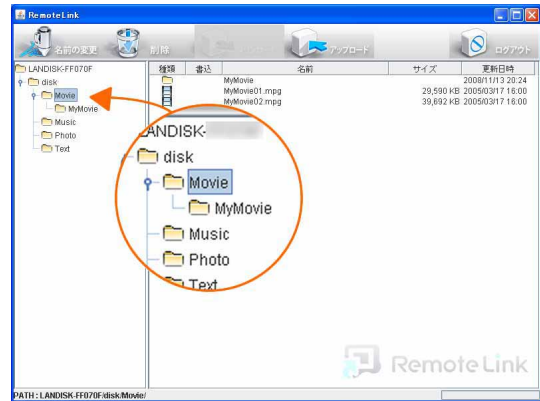 RemoteLink
名前の変更
削除
アップロード
ログアウト
LANDISK-FF070F
disk
Movie
MyMovie
Music
Photo
Text
種類 書込 名前 サイズ 更新日時
MyMovie 2008/11/13 20:24
MyMovie01.mpg 29,590 KB 2005/03/17 16:00
MyMovie02.mpg 39,692 KB 2005/03/17 16:00
LANDISK-
disk
Movie
MyMovie
Music
Photo
Text
RemoteLink
PATH : LANDISK-FF070F/disk/Movie/